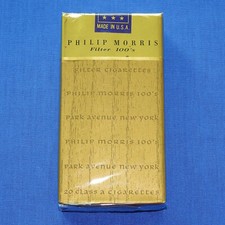 MADE IN U.S.A
PHILIP MORRIS
Filter 100's
FILTER CIGARETTES
PHILIP MORRIS 100'S
PARK AVENUE NEW YORK
PHILIP MORRIS 100'S
PARK AVENUE NEW YORK
20 CLASS A CIGARETTES